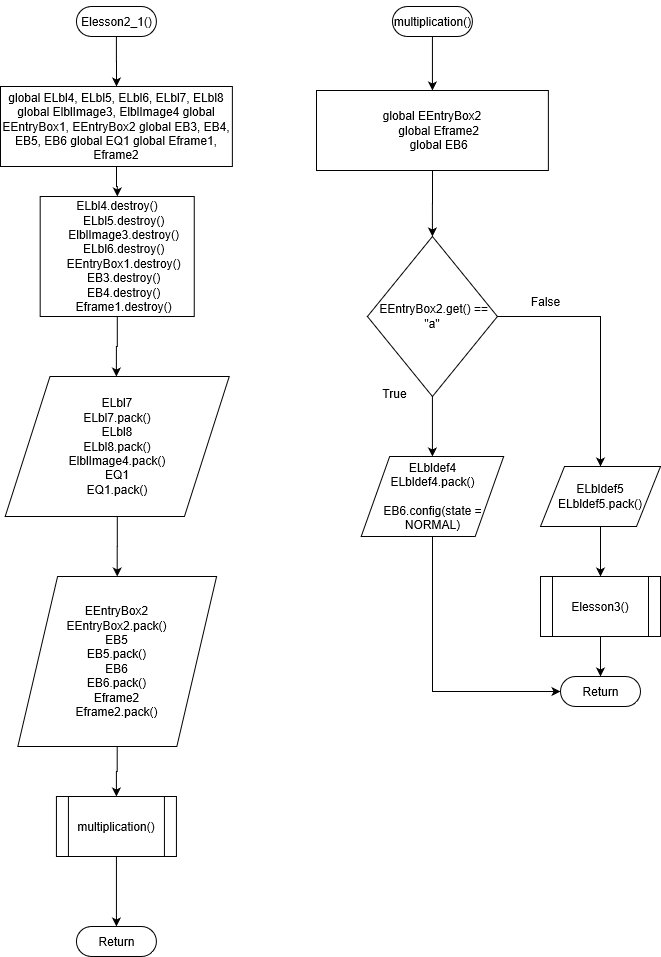 Elesson2_1()
global ELbl4, ELbl5, ELbl6, ELbl7, ELbl8
global ElblImage3, ElblImage4 global
EEntryBox1, EEntryBox2 global EB3, EB4,
EB5, EB6 global EQ1 global Eframe1,
Eframe2
ELbl4.destroy()
ELbl5.destroy()
ElblImage3.destroy()
ELbl6.destroy()
EEntryBox1.destroy()
EB3.destroy()
EB4.destroy()
Eframe1.destroy()
ELbl7
ELbl7.pack()
ELbl8
ELbl8.pack()
ElblImage4.pack()
EQ1
EQ1.pack()
EEntryBox2
EEntryBox2.pack()
EB5
EB5.pack()
EB6
EB6.pack()
Eframe2
Eframe2.pack()
multiplication()
Return
multiplication()
global EEntryBox2
global Eframe2
global EB6
EEntryBox2.get() ==
"a"
False
True
ELbldef4
ELbldef4.pack()
EB6.config(state =
NORMAL)
ELbldef5
ELbldef5.pack()
Elesson3()
Return